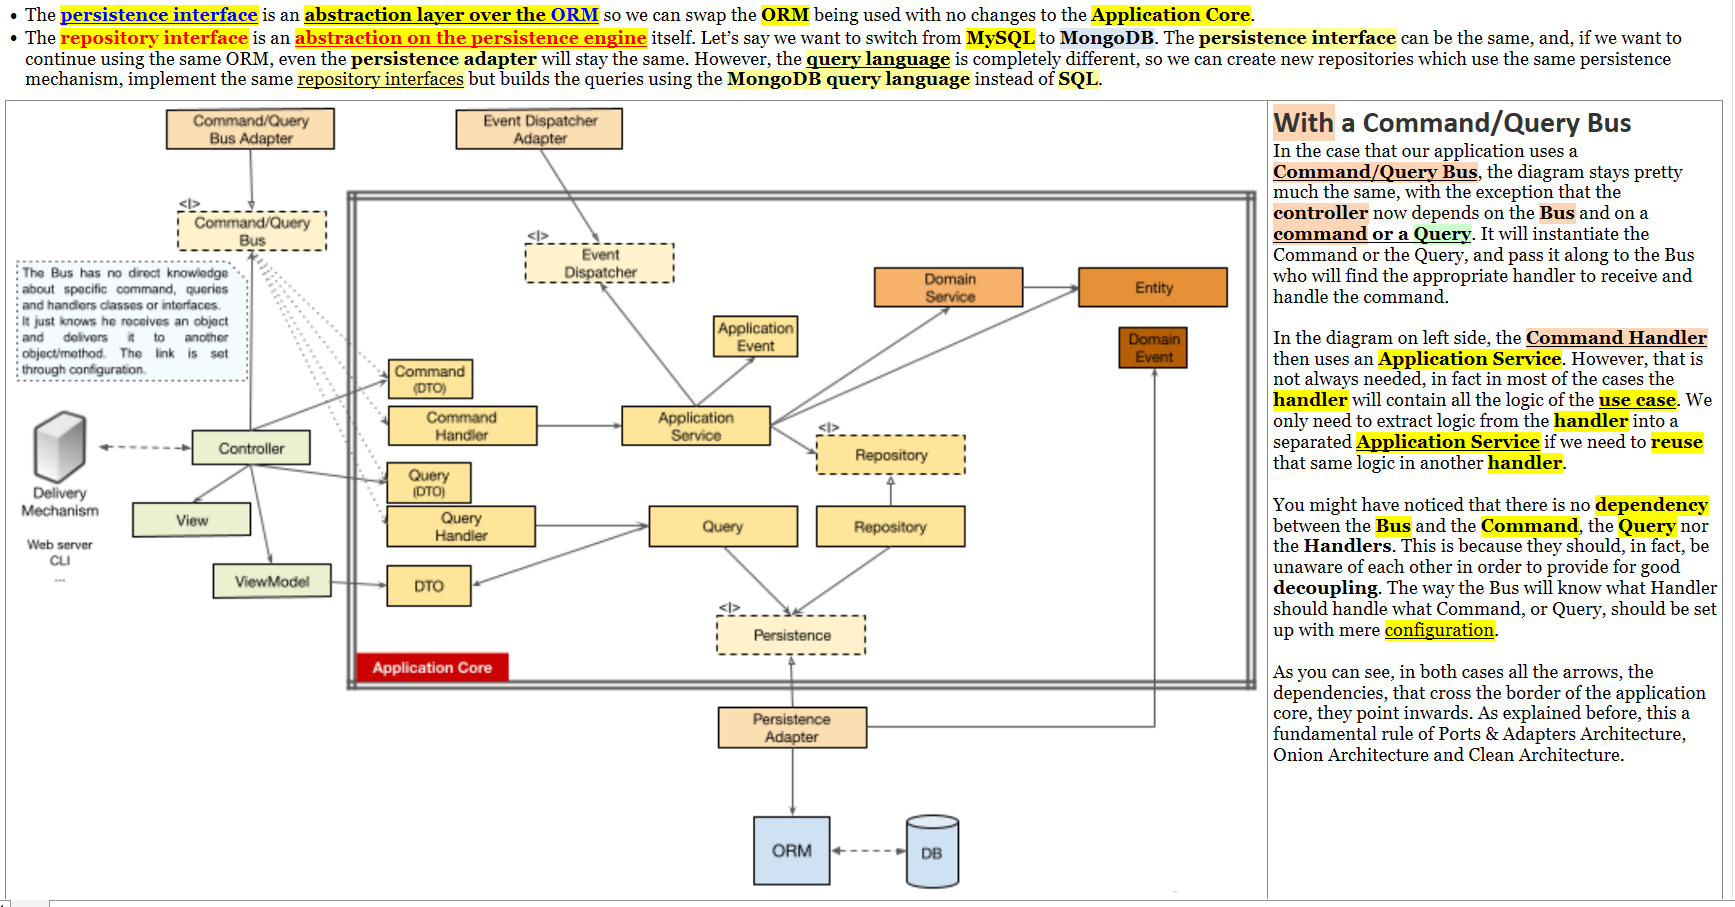 • The persistence interface is an abstraction layer over the ORM so we can swap the ORM being used with no changes to the Application Core.
• The repository interface is an abstraction on the persistence engine itself. Let’s say we want to switch from MySQL to MongoDB. The persistence interface can be the same, and, if we want to
continue using the same ORM, even the persistence adapter will stay the same. However, the query language is completely different, so we can create new repositories which use the same persistence
mechanism, implement the same repository interfaces but builds the queries using the MongoDB query language instead of SQL.
Command/Query
Bus Adapter
Event Dispatcher
Adapter
<I>
Command/Query
Bus
<I>
Event
Dispatcher
The Bus has no direct knowledge
about specific command, queries
and handlers classes or interfaces.
It just knows he receives an object
and delivers it to another
object/method. The link is set
through configuration.
Domain
Service
Entity
Application
Event
Domain
Event
Command
(DTO)
Command
Handler
Application
Service
<I>
Repository
Controller
Delivery
Mechanism
Web server
CLI
...
Query
(DTO)
View
Query
Handler
Query
Repository
ViewModel
DTO
<I>
Persistence
Application Core
Persistence
Adapter
ORM
DB
With a Command/Query Bus
In the case that our application uses a
Command/Query Bus, the diagram stays pretty
much the same, with the exception that the
controller now depends on the Bus and on a
command or a Query. It will instantiate the
Command or the Query, and pass it along to the Bus
who will find the appropriate handler to receive and
handle the command.
In the diagram on left side, the Command Handler
then uses an Application Service. However, that is
not always needed, in fact in most of the cases the
handler will contain all the logic of the use case. We
only need to extract logic from the handler into a
separated Application Service if we need to reuse
that same logic in another handler.
You might have noticed that there is no dependency
between the Bus and the Command, the Query nor
the Handlers. This is because they should, in fact, be
unaware of each other in order to provide for good
decoupling. The way the Bus will know what Handler
should handle what Command, or Query, should be set
up with mere configuration.
As you can see, in both cases all the arrows, the
dependencies, that cross the border of the application
core, they point inwards. As explained before, this a
fundamental rule of Ports & Adapters Architecture,
Onion Architecture and Clean Architecture.